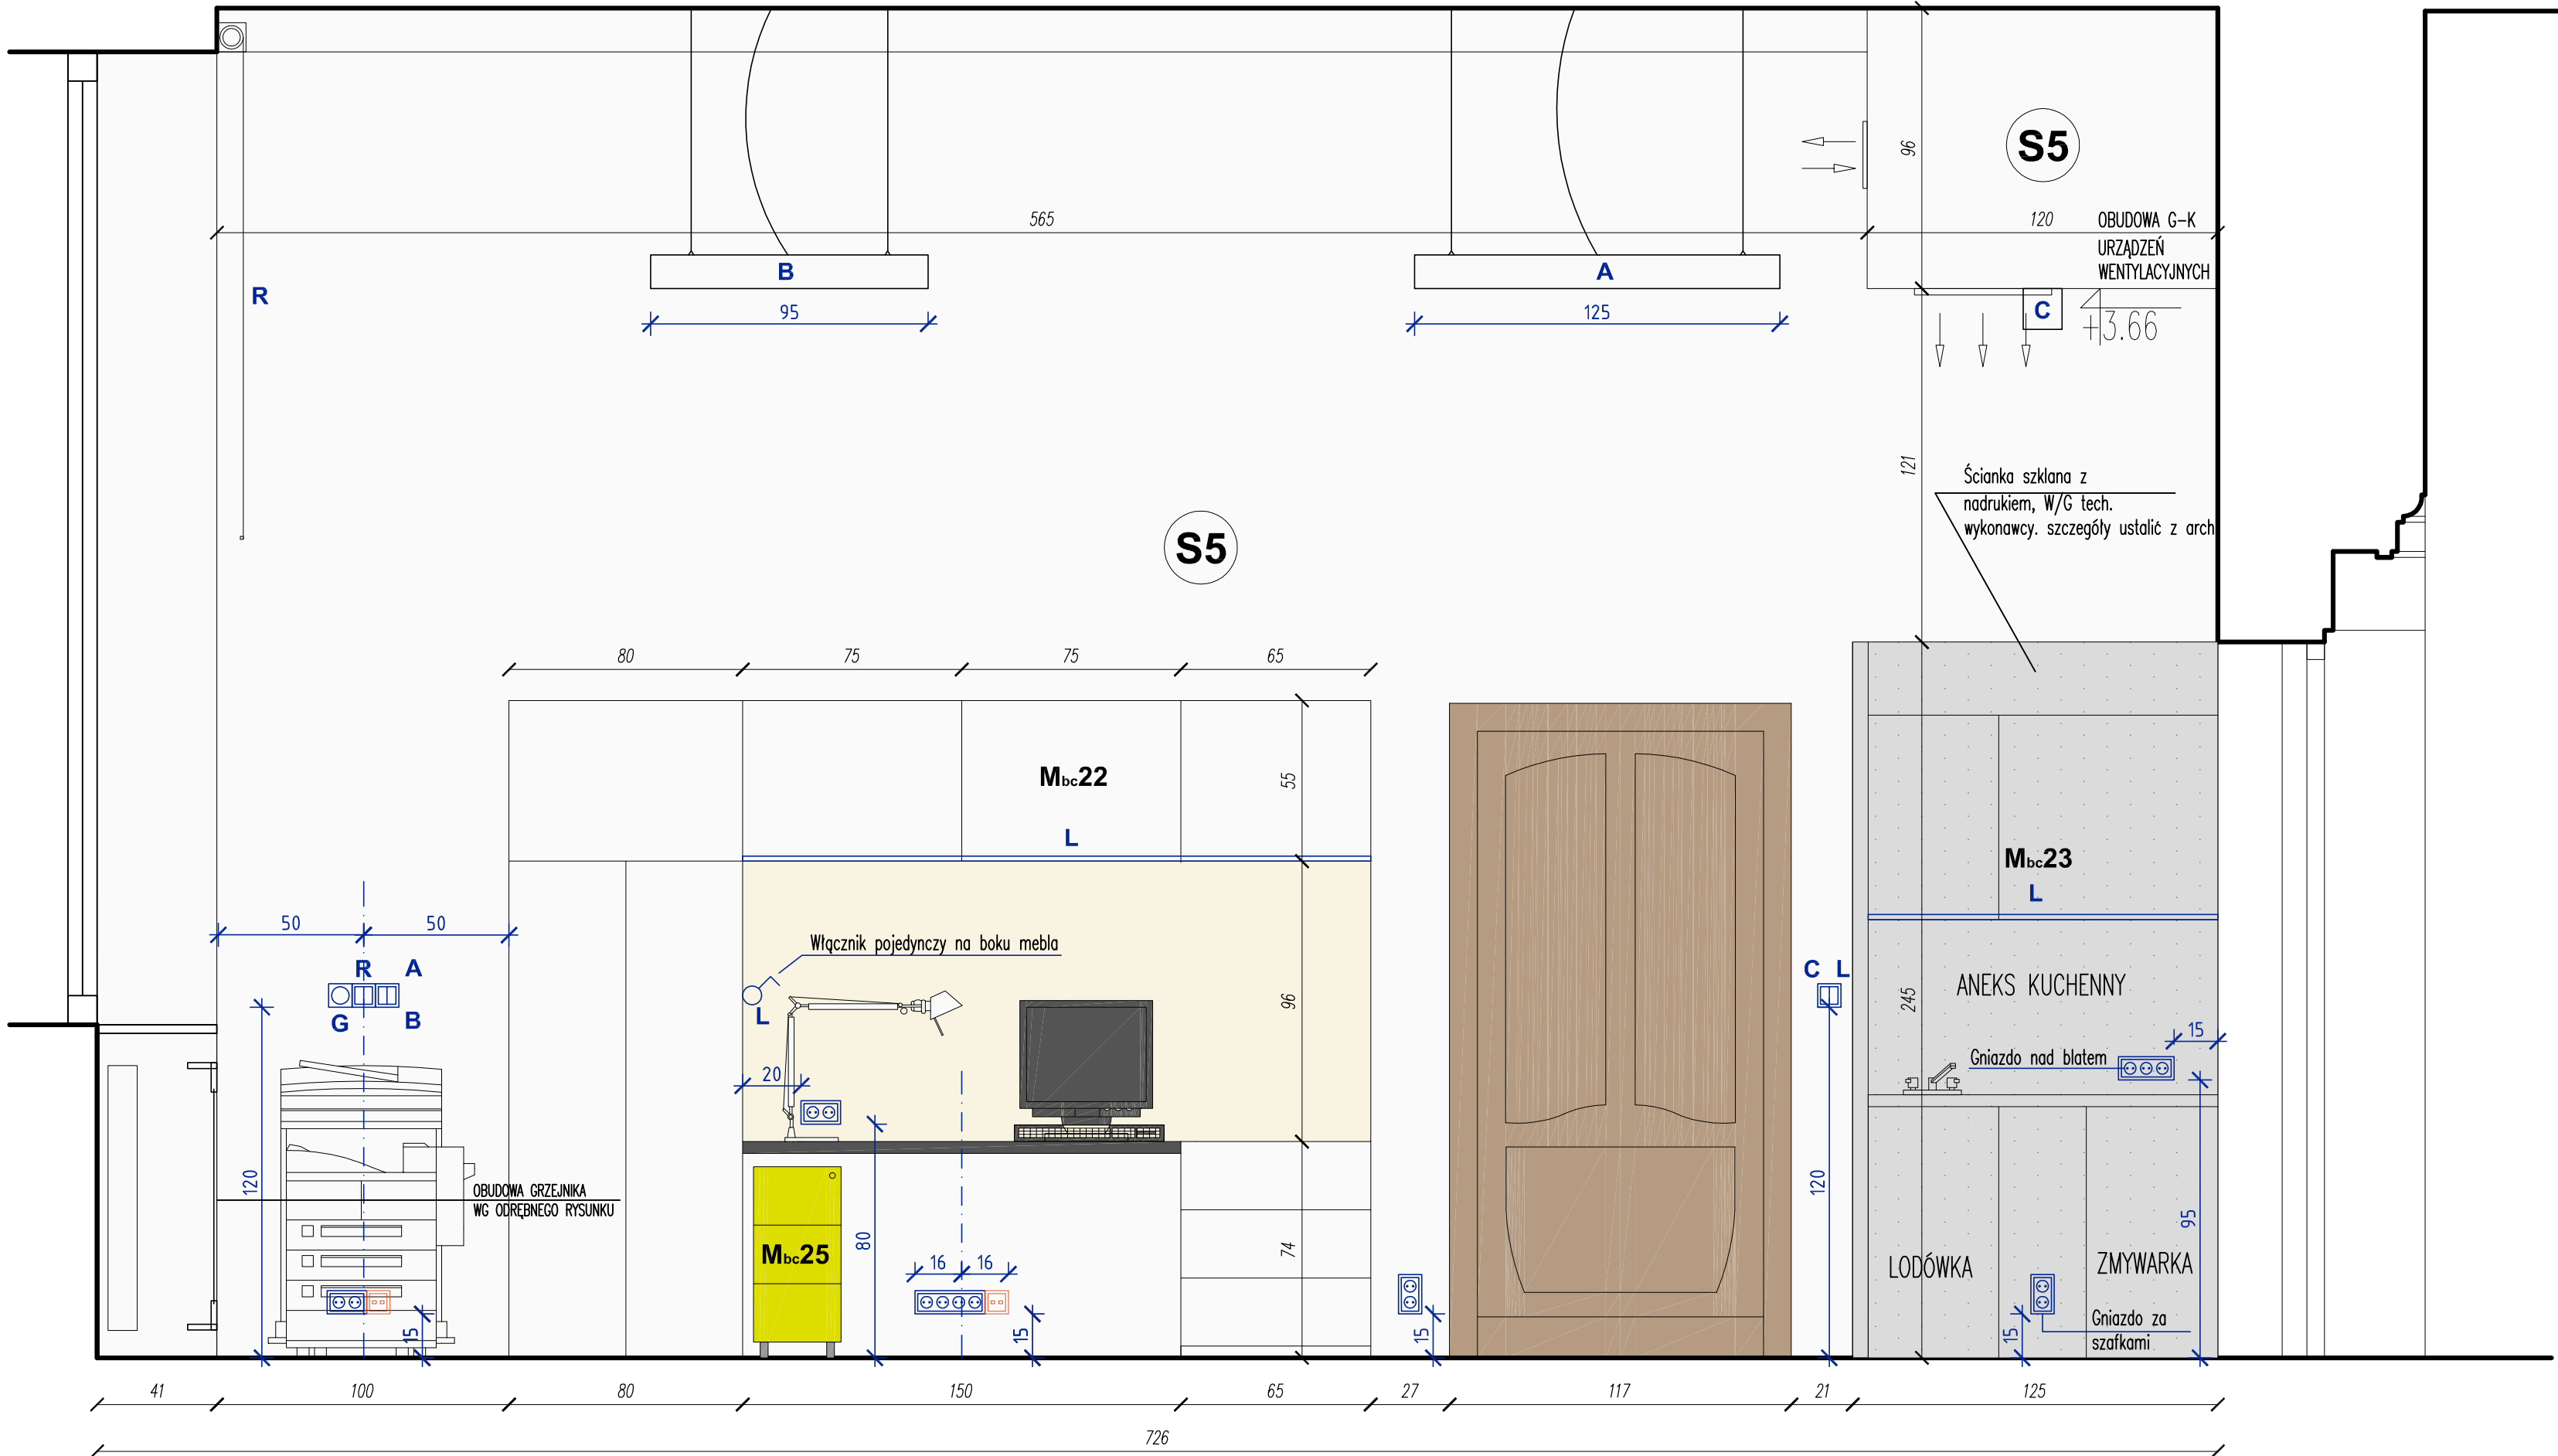 96
S5
565
120
OBUDOWA G-K
URZĄDZEŃ
WENTYLACYJNYCH
R
B
A
C
95
125
+3.66
121
Ścianka szklana z
nadrukiem, W/G tech.
wykonawcy. szczegóły ustalić z arch
S5
80
75
75
65
Mbc22
55
L
Mbc23
L
50
50
Włącznik pojedynczy na boku mebla
R
A
G
B
L
96
C L
245
ANEKS KUCHENNY
15
Gniazdo nad blatem
20
120
OBUDOWA GRZEJNIKA
WG ODRĘBNEGO RYSUNKU
80
Mbc25
16
16
74
120
95
LODÓWKA
ZMYWARKA
15
15
15
15
Gniazdo za
szafkami
41
100
80
150
65
27
117
21
125
726